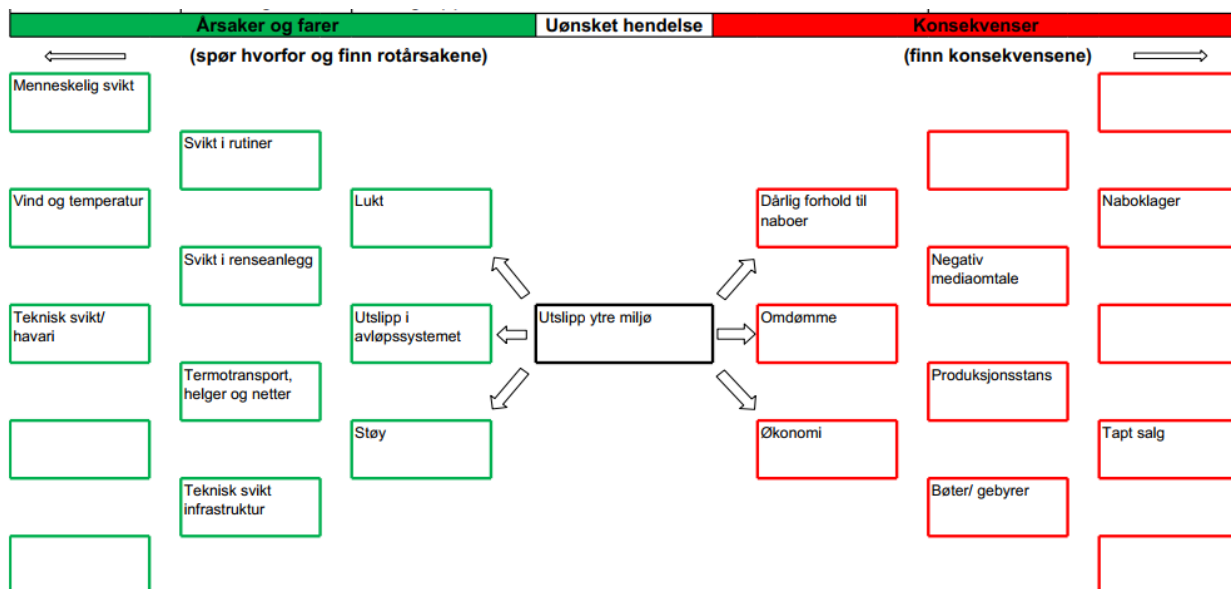 Årsaker og farer
Uønsket hendelse
Konsekvenser
(spør hvorfor og finn rotårsakene)
(finn konsekvensene)
Menneskelig svikt
Svikt i rutiner
Vind og temperatur
Lukt
Dårlig forhold til
naboer
Naboklager
Svikt i renseanlegg
Negativ
mediaomtale
Teknisk svikt/
havari
Utslipp i
avløpssystemet
Utslipp ytre miljø
Omdømme
Termotransport,
helger og netter
Produksjonsstans
Støy
Økonomi
Tapt salg
Teknisk svikt
infrastruktur
Bøter/ gebyrer